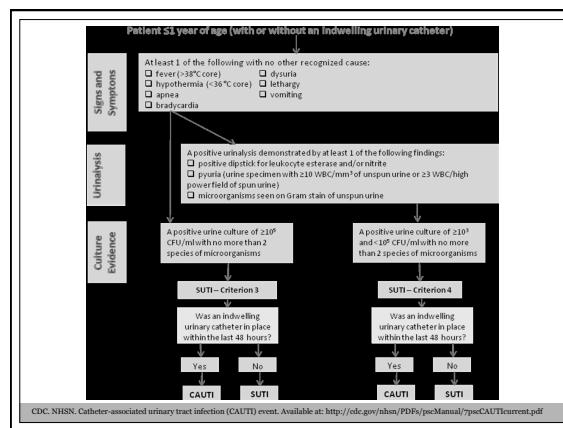 Patient ≤1 year of age (with or without an indwelling urinary catheter)
Signs and
Symptoms
At least 1 of the following with no other recognized cause:
❑ fever (>38°C core)
❑ hypothermia (<36°C core)
❑ apnea
❑ bradycardia
❑ dysuria
❑ lethargy
❑ vomiting
Urinalysis
A positive urinalysis demonstrated by at least 1 of the following findings:
❑ positive dipstick for leukocyte esterase and/or nitrite
❑ pyuria (urine specimen with ≥10 WBC/mm³ of unspun urine or ≥3 WBC/high
power field of spun urine)
❑ microorganisms seen on Gram stain of unspun urine
Culture
Evidence
A positive urine culture of ≥10⁵
CFU/ml with no more than 2
species of microorganisms
A positive urine culture of ≥10³
and <10⁵ CFU/ml with no more
than 2 species of microorganisms
SUTI – Criterion 3
SUTI – Criterion 4
Was an indwelling
urinary catheter in place
within the last 48 hours?
Was an indwelling
urinary catheter in place
within the last 48 hours?
Yes
No
Yes
No
CAUTI
SUTI
CAUTI
SUTI
CDC. NHSN. Catheter-associated urinary tract infection (CAUTI) event. Available at: http://cdc.gov/nhsn/PDFs/pscManual/7pscCAUTIcurrent.pdf